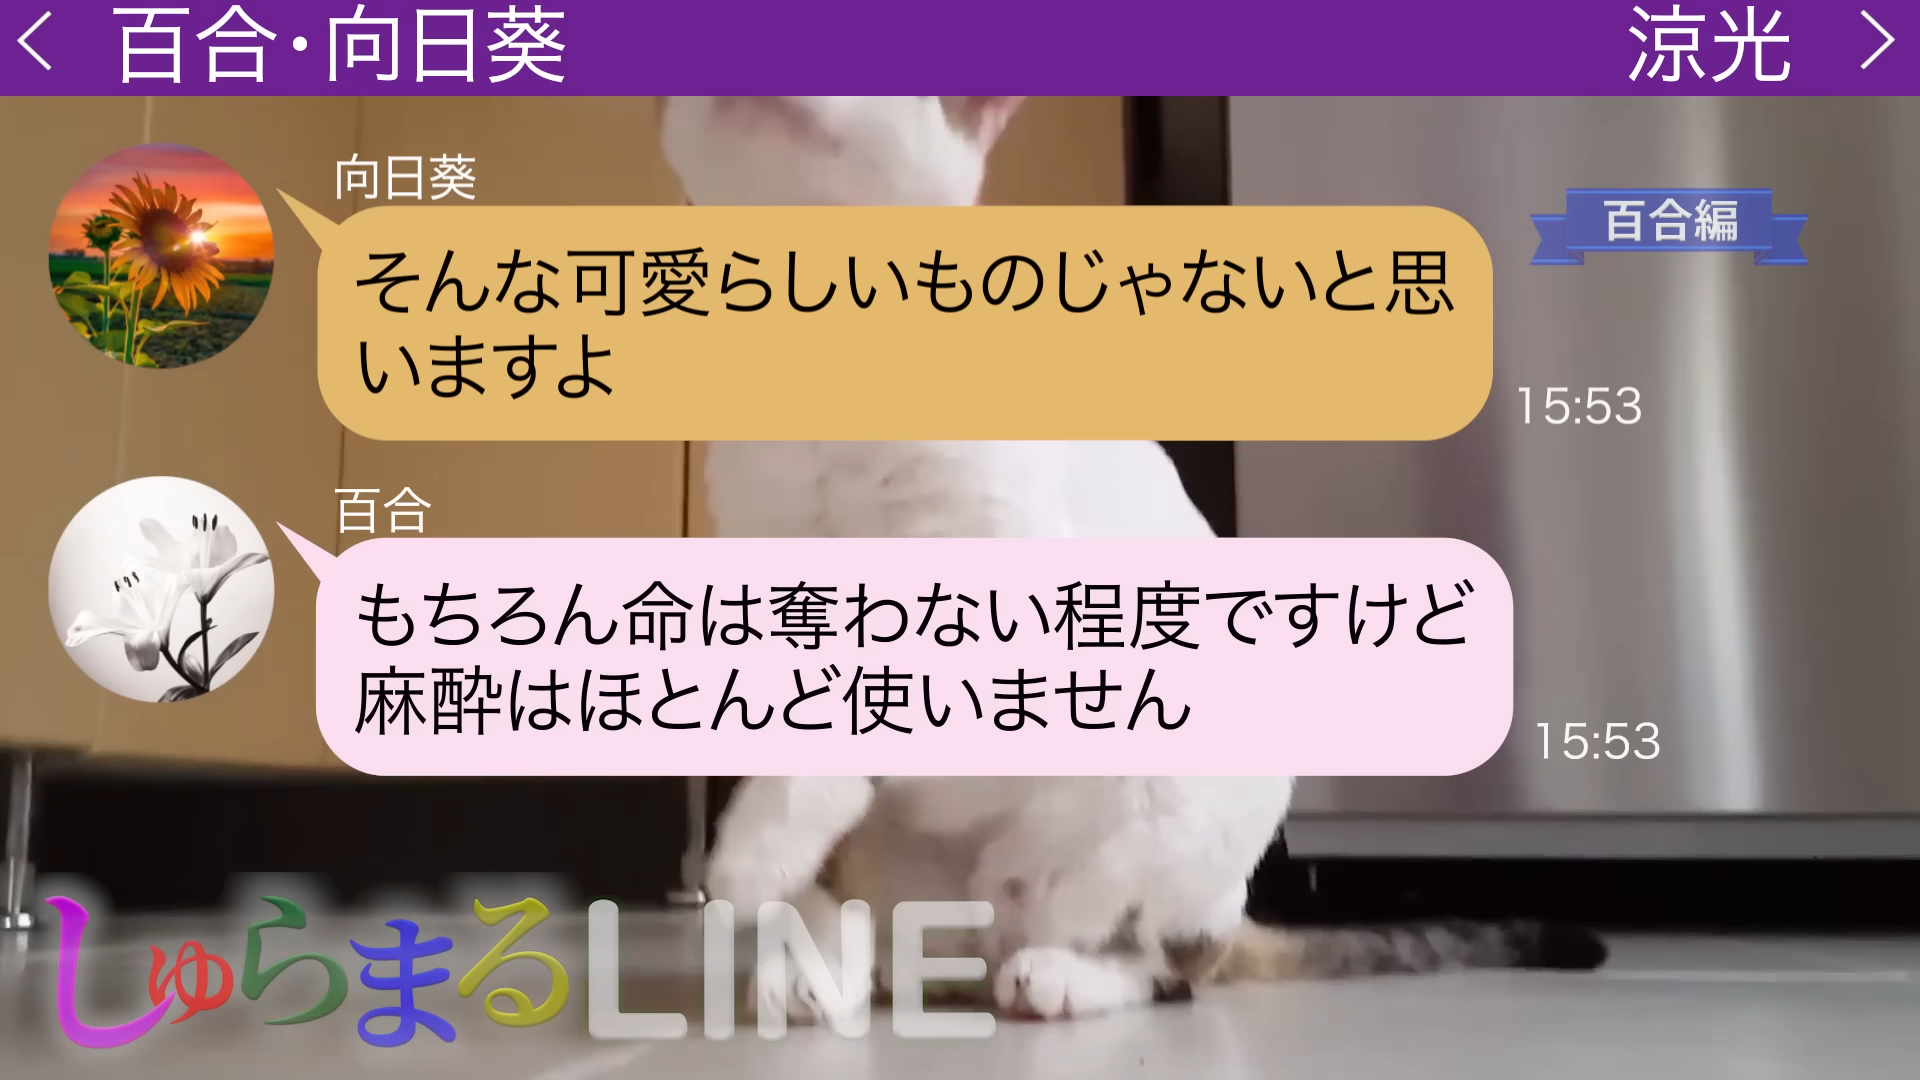 百合・向日葵
涼光
向日葵
百合編
そんな可愛らしいものじゃないと思
いますよ
15:53
百合
もちろん命は奪わない程度ですけど
麻酔はほとんど使いません
15:53
しゅらまるLINE